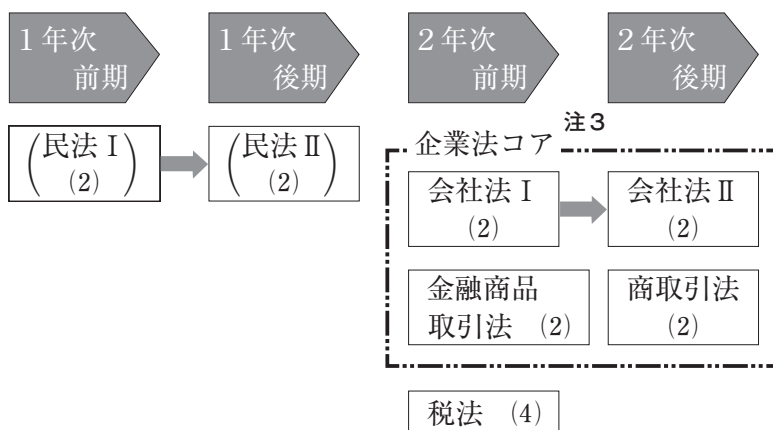 1年次
前期
1年次
後期
2年次
前期
2年次
後期
(民法Ⅰ
(2))
(民法Ⅱ
(2))
企業法コア 注3
会社法Ⅰ
(2)
会社法Ⅱ
(2)
金融商品
取引法 (2)
商取引法
(2)
税法 (4)